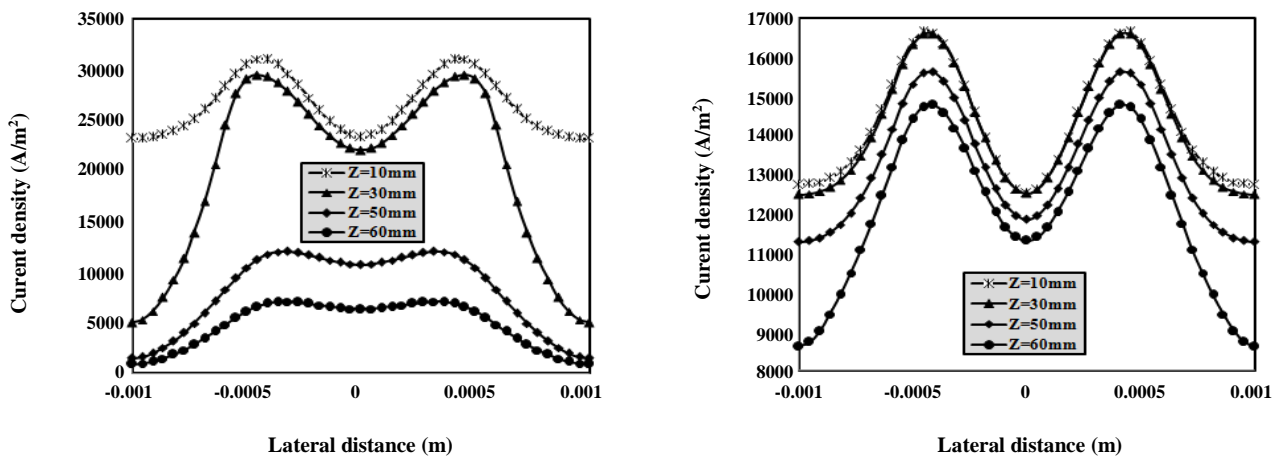 35000
30000
25000
20000
15000
10000
5000
0
-0.001
-0.0005
0
0.0005
0.001
Curent density (A/m²)
Lateral distance (m)
Z=10mm
Z=30mm
Z=50mm
Z=60mm
17000
16000
15000
14000
13000
12000
11000
10000
9000
8000
-0.001
-0.0005
0
0.0005
0.001
Curent density (A/m²)
Lateral distance (m)
Z=10mm
Z=30mm
Z=50mm
Z=60mm